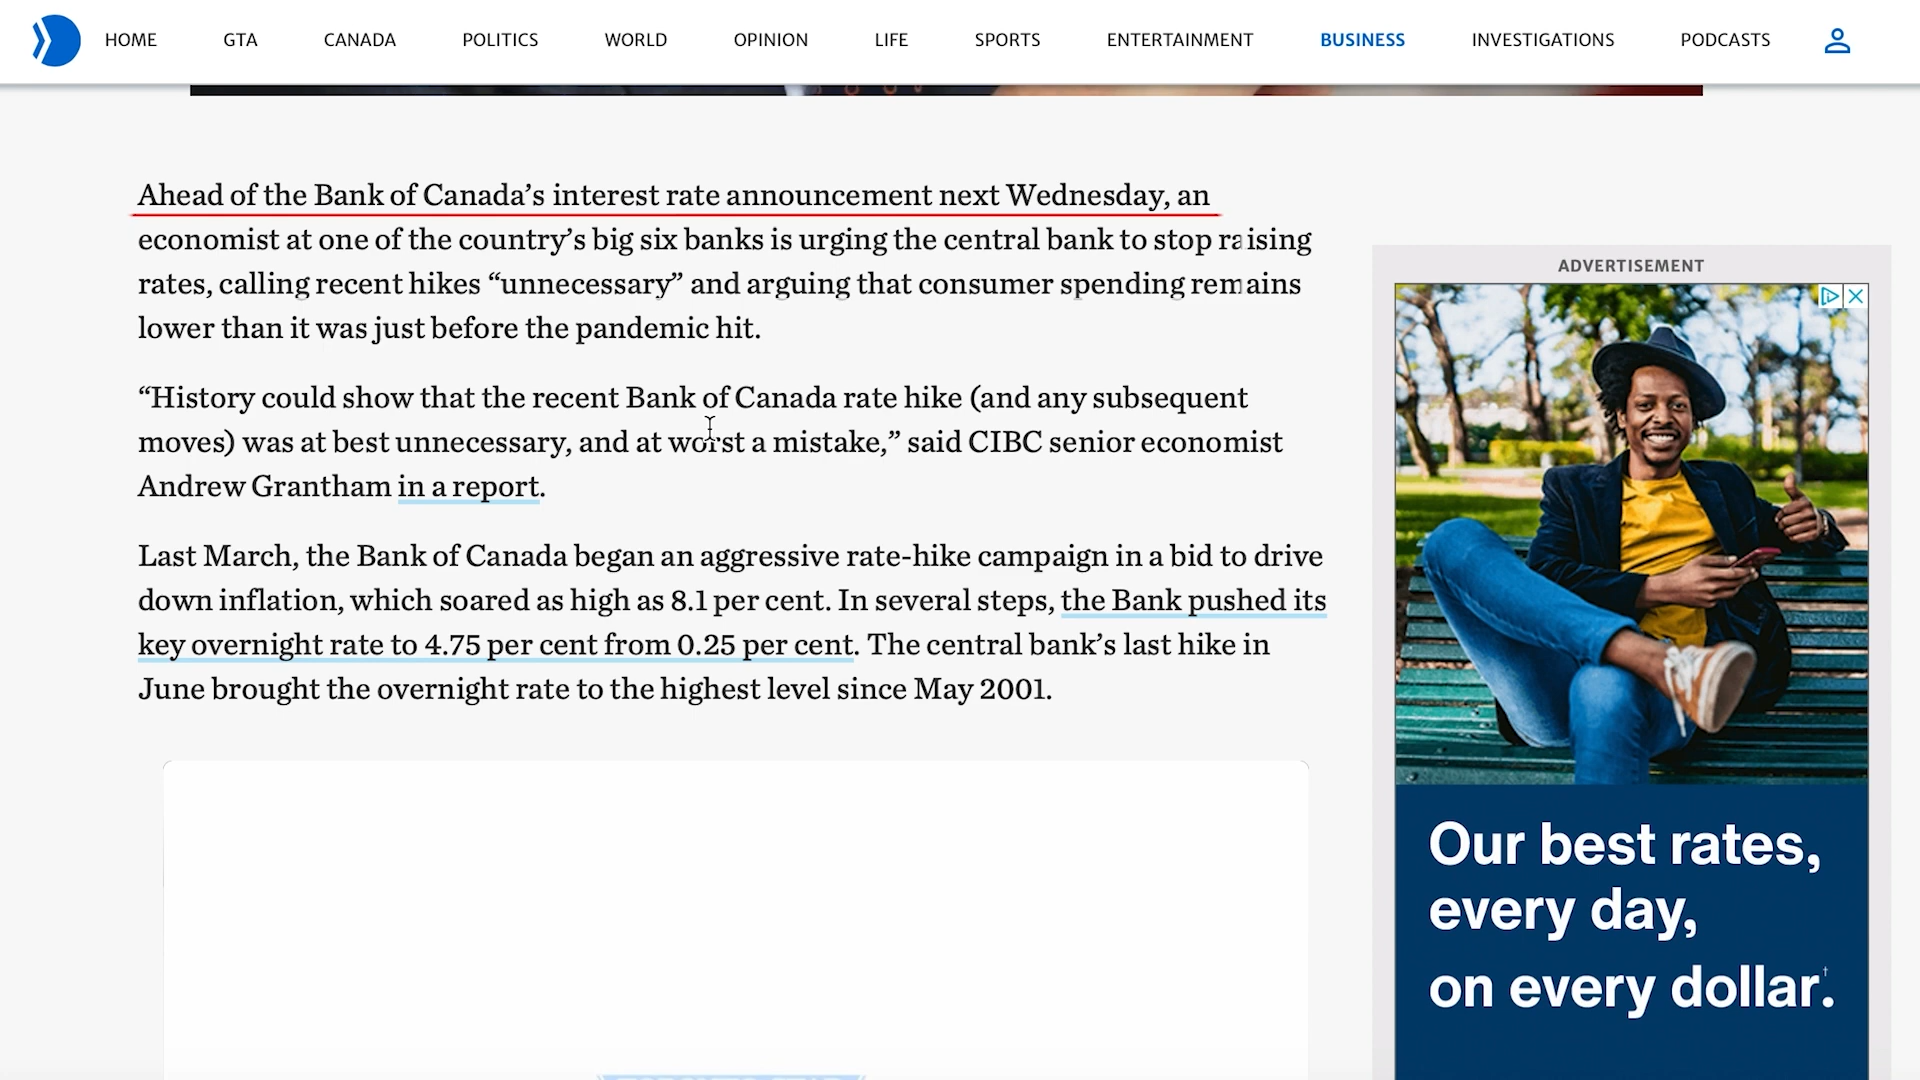 HOME GTA CANADA POLITICS WORLD OPINION LIFE SPORTS ENTERTAINMENT BUSINESS INVESTIGATIONS PODCASTS
Ahead of the Bank of Canada’s interest rate announcement next Wednesday, an
economist at one of the country’s big six banks is urging the central bank to stop raising
rates, calling recent hikes “unnecessary” and arguing that consumer spending remains
lower than it was just before the pandemic hit.
“History could show that the recent Bank of Canada rate hike (and any subsequent
moves) was at best unnecessary, and at worst a mistake,” said CIBC senior economist
Andrew Grantham in a report.
Last March, the Bank of Canada began an aggressive rate-hike campaign in a bid to drive
down inflation, which soared as high as 8.1 per cent. In several steps, the Bank pushed its
key overnight rate to 4.75 per cent from 0.25 per cent. The central bank’s last hike in
June brought the overnight rate to the highest level since May 2001.
ADVERTISEMENT
Our best rates,
every day,
on every dollar.†